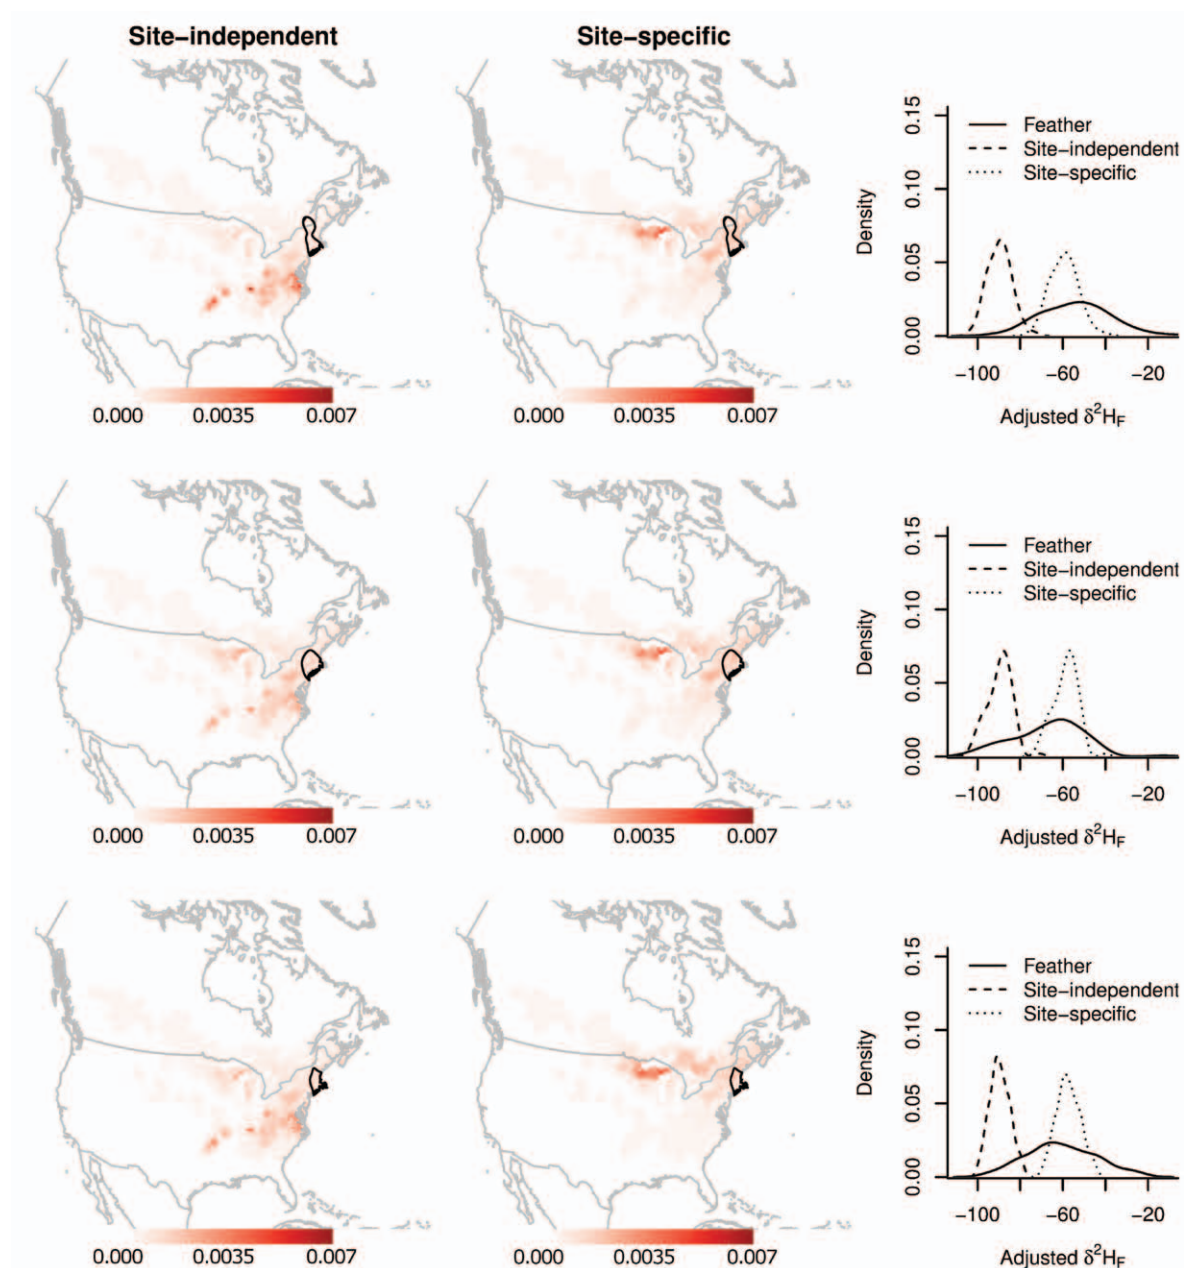 Site–independent
Site–specific
0.000 0.0035 0.007
0.000 0.0035 0.007
Feather
Site–independent
Site–specific
Density
0.00 0.05 0.10 0.15
−100 −60 −20
Adjusted δ²H_F
0.000 0.0035 0.007
0.000 0.0035 0.007
Feather
Site–independent
Site–specific
Density
0.00 0.05 0.10 0.15
−100 −60 −20
Adjusted δ²H_F
0.000 0.0035 0.007
0.000 0.0035 0.007
Feather
Site–independent
Site–specific
Density
0.00 0.05 0.10 0.15
−100 −60 −20
Adjusted δ²H_F